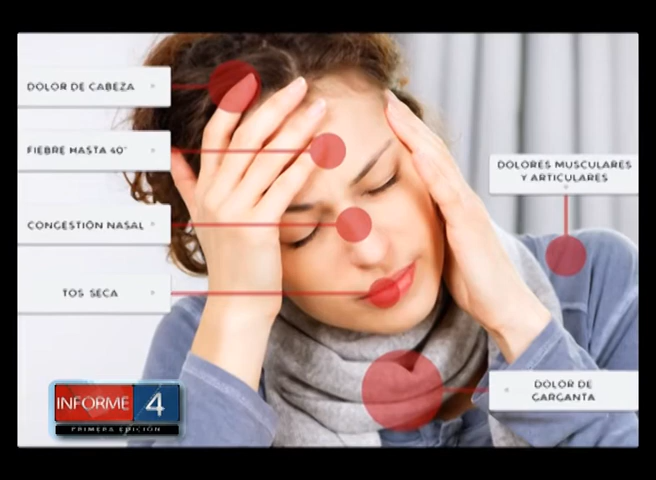 DOLOR DE CABEZA
FIEBRE HASTA 40°
CONGESTIÓN NASAL
TOS SECA
DOLORES MUSCULARES
Y ARTICULARES
DOLOR DE
GARGANTA
INFORME 4
PRIMERA EDICIÓN